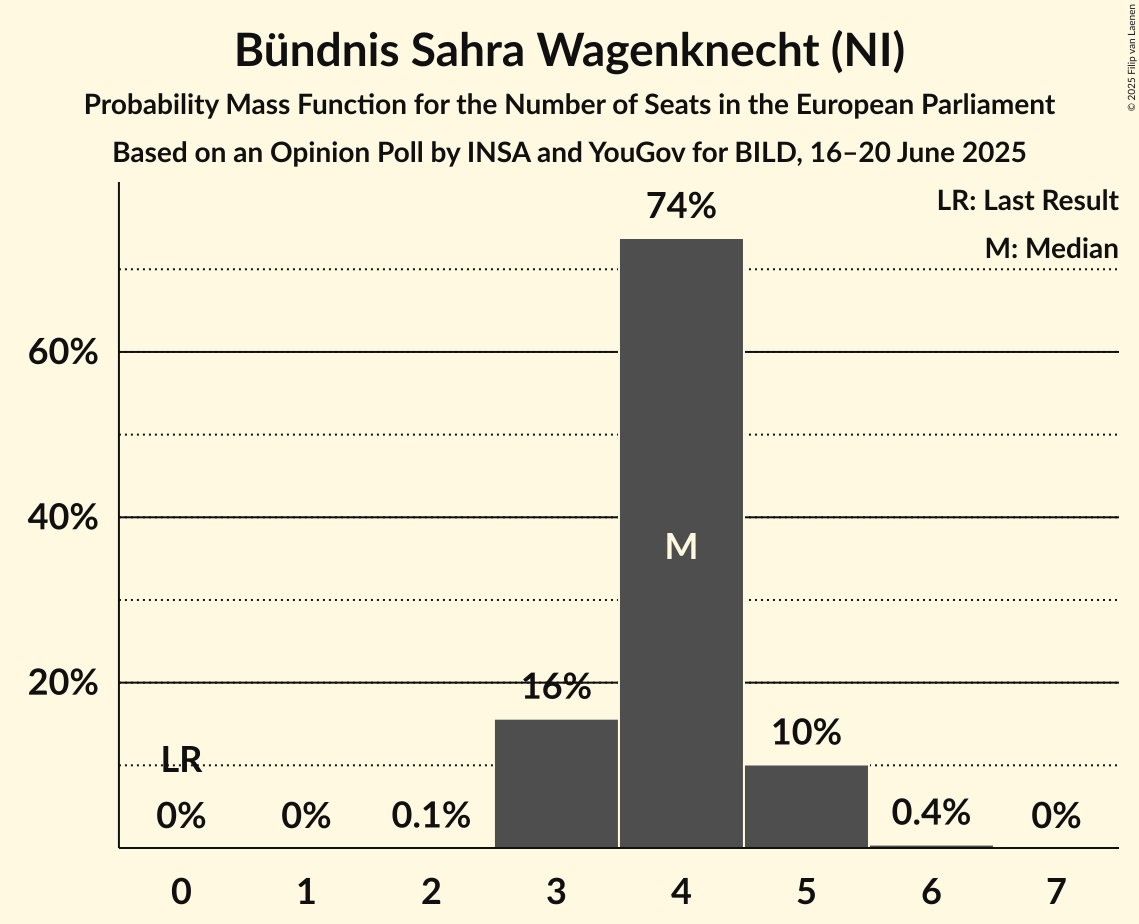 Bündnis Sahra Wagenknecht (NI)
Probability Mass Function for the Number of Seats in the European Parliament
Based on an Opinion Poll by INSA and YouGov for BILD, 16–20 June 2025
© 2025 Filip van Laenen
LR: Last Result
M: Median
74%
60%
40%
M
20%
16%
10%
LR
0% 0% 0.1% 0.4% 0%
0 1 2 3 4 5 6 7